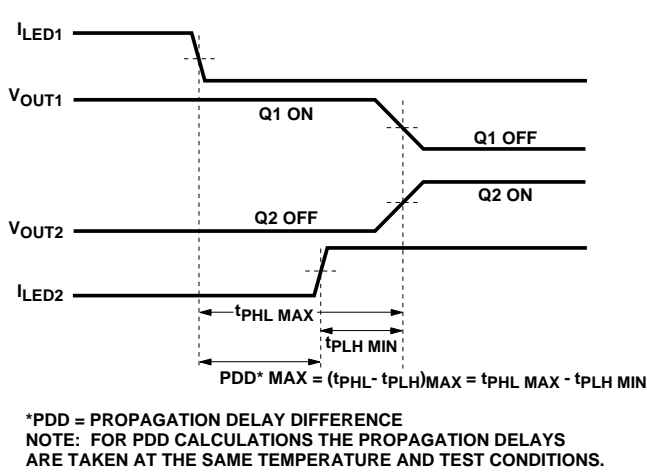 ILED1
VOUT1
Q1 ON
Q1 OFF
Q2 ON
Q2 OFF
VOUT2
ILED2
tPHL MAX
tPLH MIN
PDD* MAX = (tPHL- tPLH)MAX = tPHL MAX - tPLH MIN
*PDD = PROPAGATION DELAY DIFFERENCE
NOTE: FOR PDD CALCULATIONS THE PROPAGATION DELAYS
ARE TAKEN AT THE SAME TEMPERATURE AND TEST CONDITIONS.